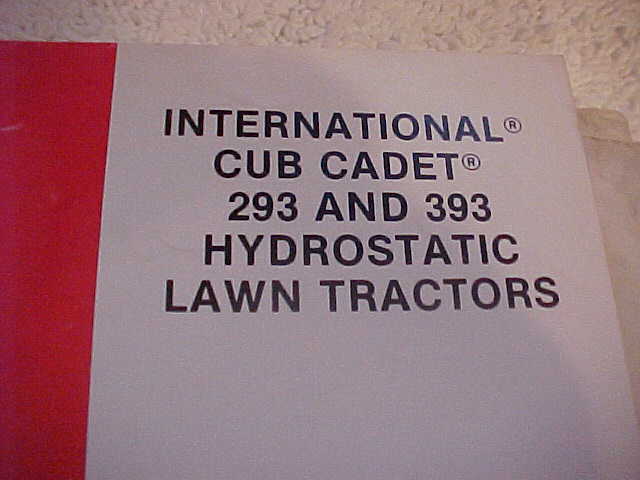 INTERNATIONAL®
CUB CADET®
293 AND 393
HYDROSTATIC
LAWN TRACTORS